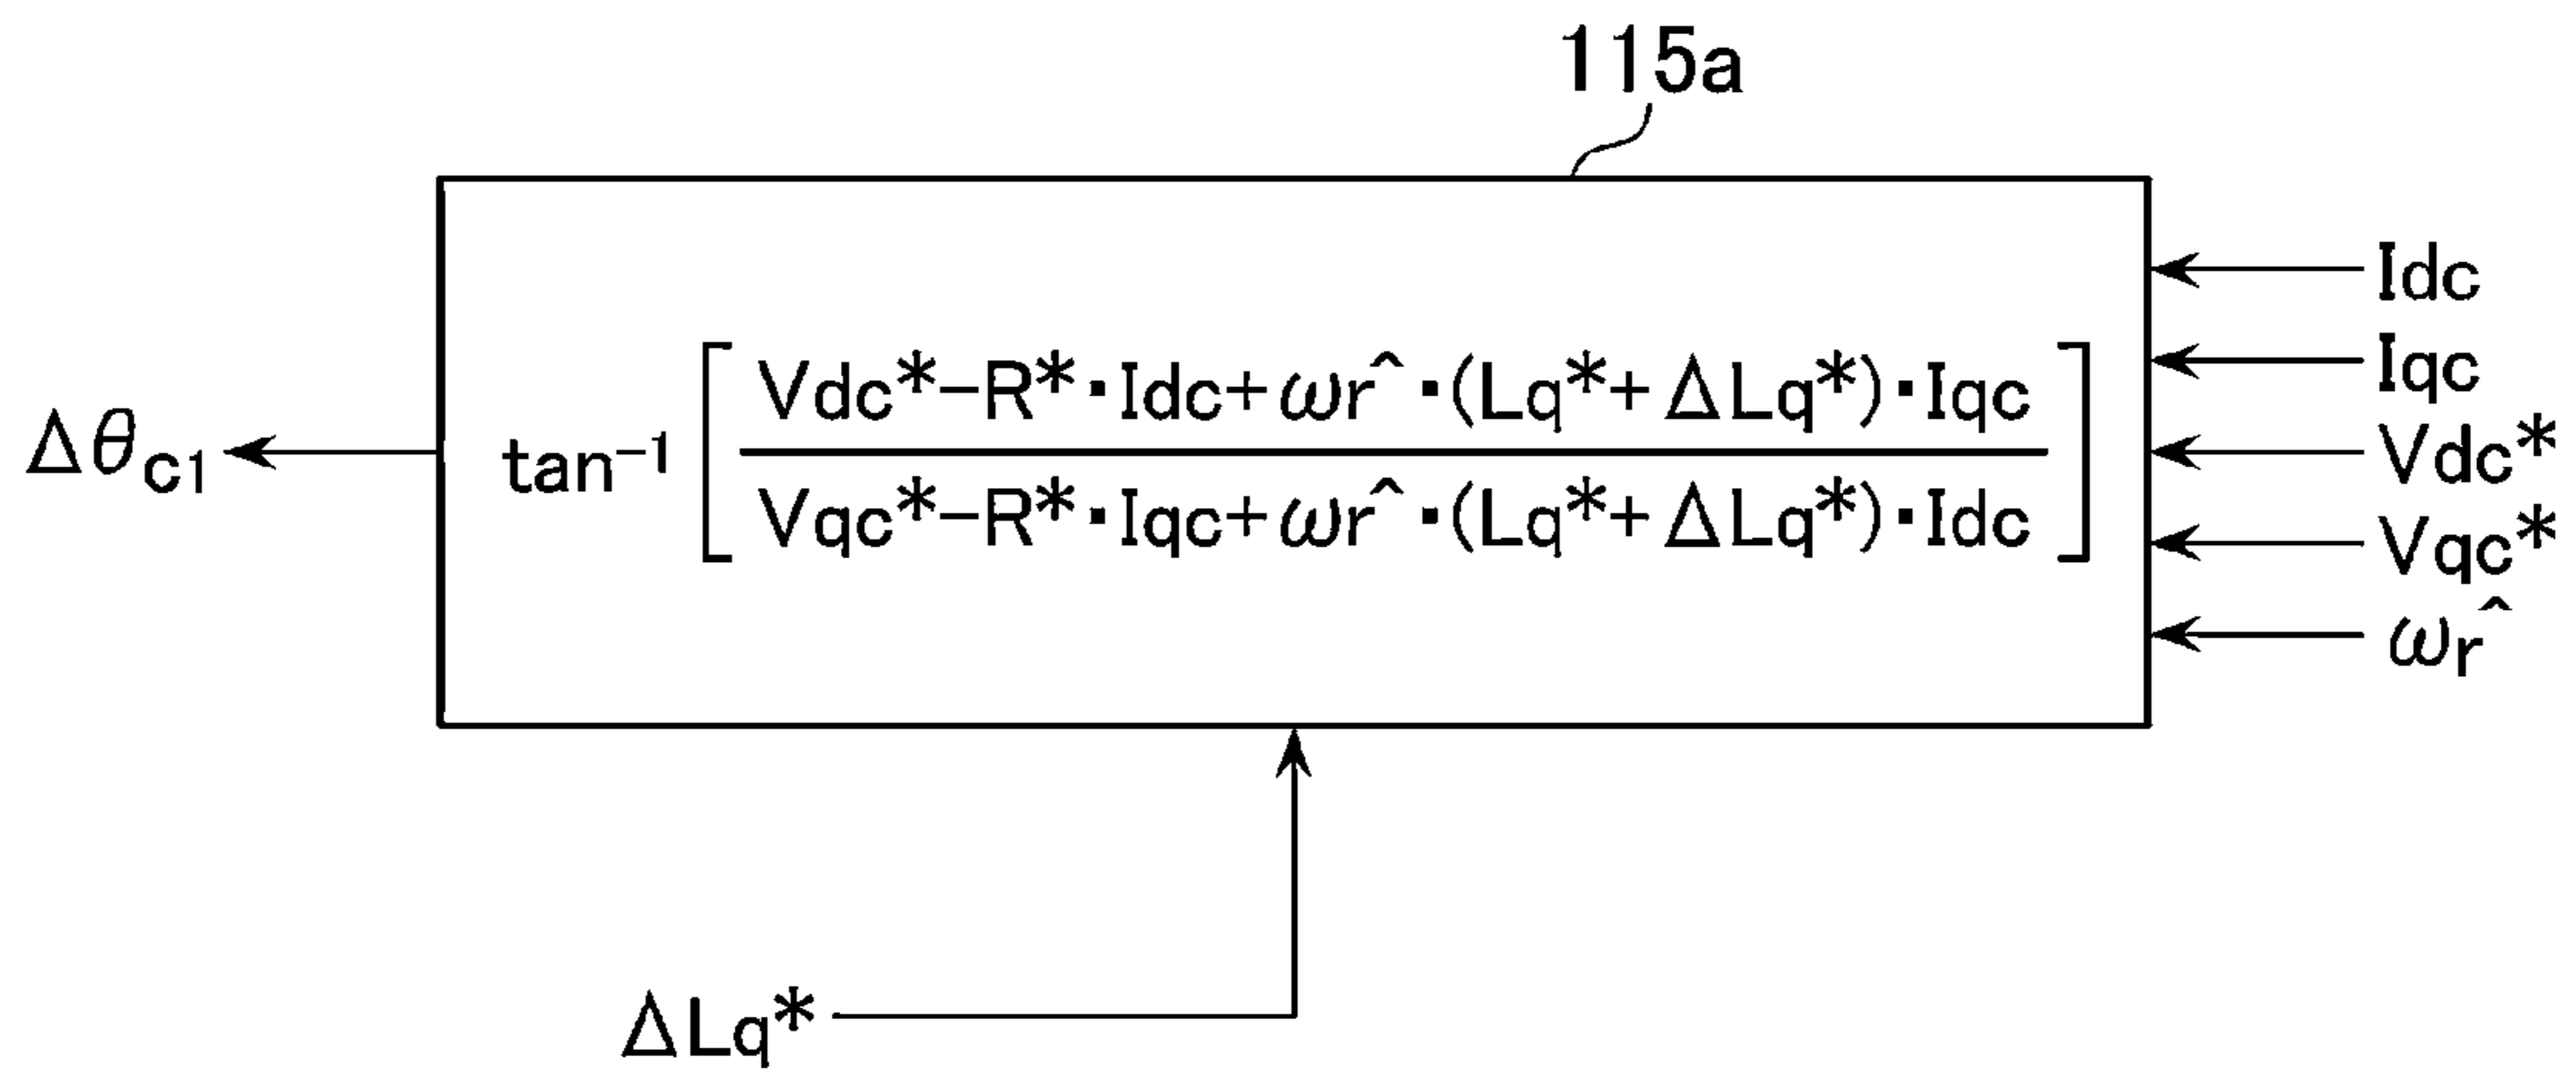 115a
Idc
Iqc
Vdc*
Vqc*
ωr^
Δθc1
tan⁻¹ [ Vdc*-R*·Idc+ωr^·(Lq*+ΔLq*)·Iqc
Vqc*-R*·Iqc+ωr^·(Lq*+ΔLq*)·Idc ]
ΔLq*